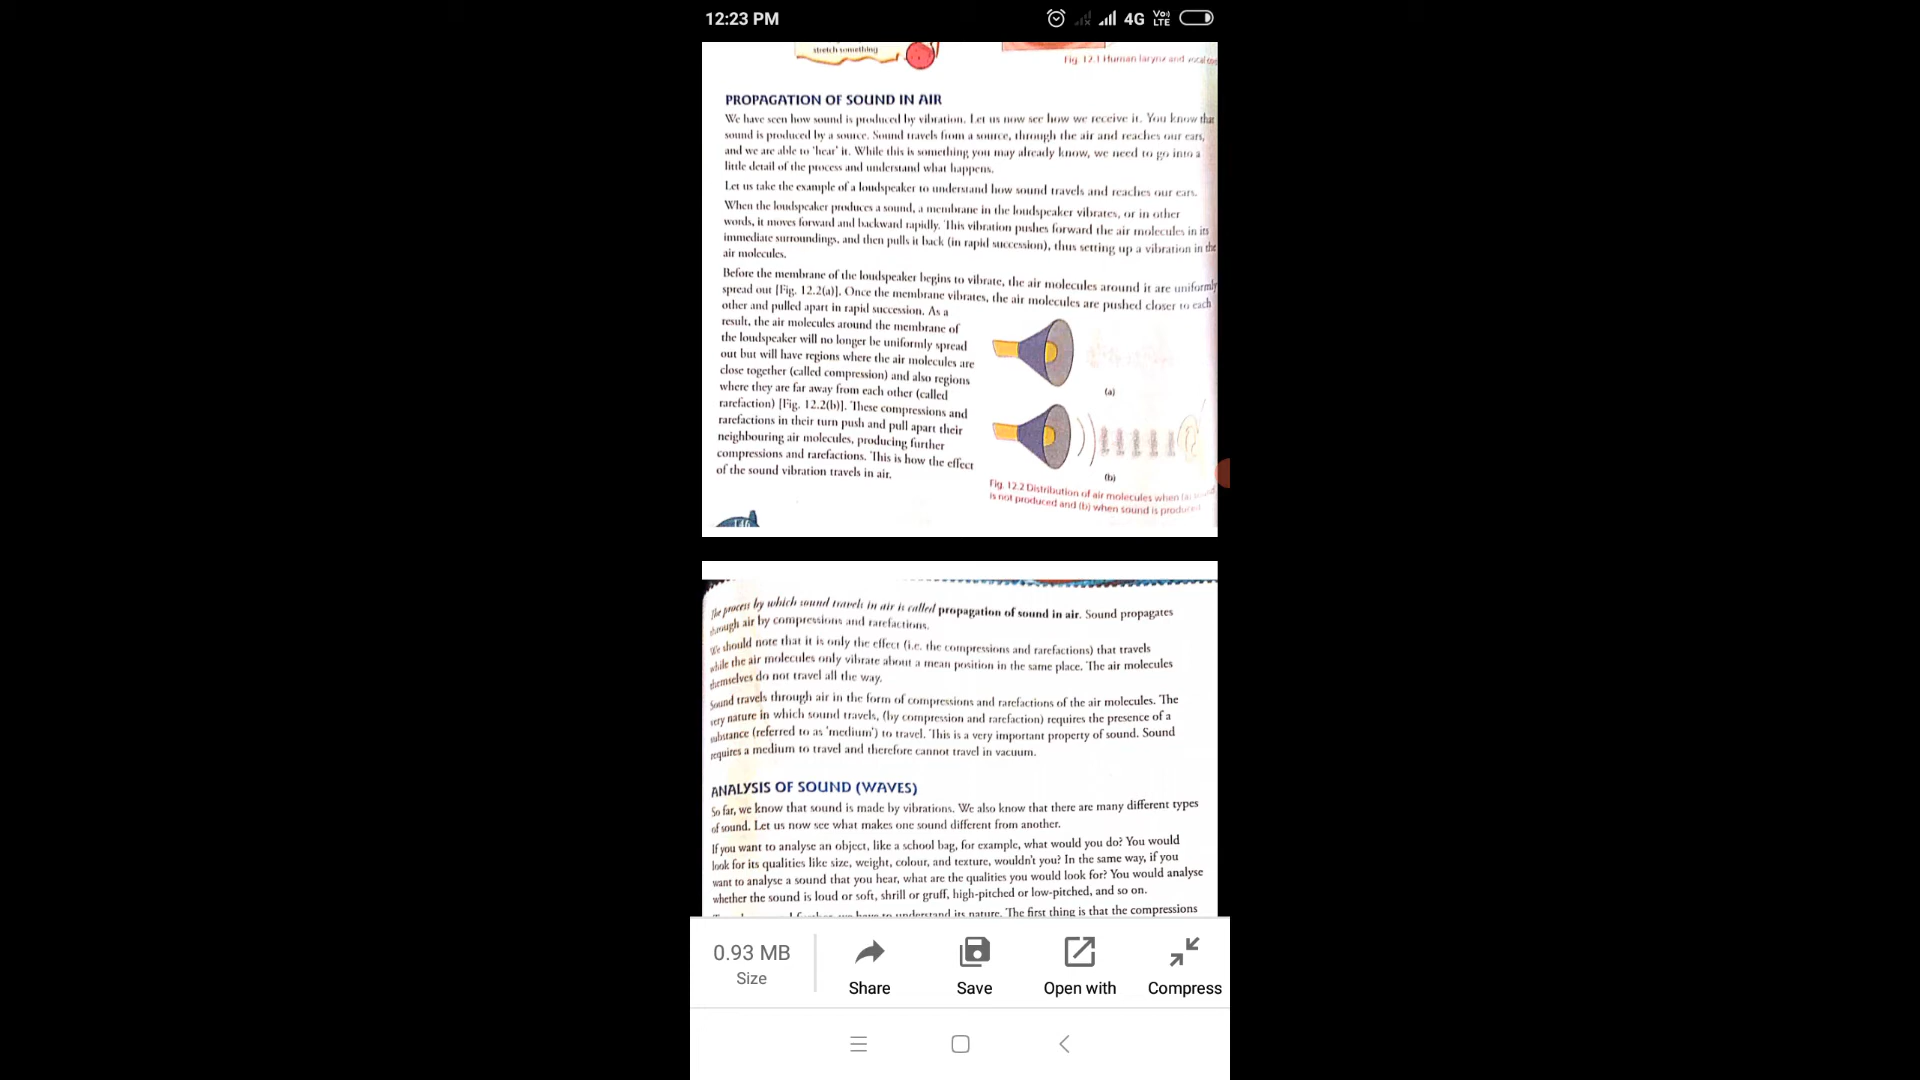 12:23 PM
4G
Vo)
LTE
stretch something
Fig. 12.1 Human larynx and vocal
PROPAGATION OF SOUND IN AIR
We have seen how sound is produced by vibration. Let us now see how we receive it. You know that
sound is produced by a source. Sound travels from a source, through the air and reaches our ears,
and we are able to 'hear' it. While this is something you may already know, we need to go into a
little detail of the process and understand what happens.
Let us take the example of a loudspeaker to understand how sound travels and reaches our ears.
When the loudspeaker produces a sound, a membrane in the loudspeaker vibrates, or in other
words, it moves forward and backward rapidly. This vibration pushes forward the air molecules in its
immediate surroundings, and then pulls it back (in rapid succession), thus setting up a vibration in the
air molecules.
Before the membrane of the loudspeaker begins to vibrate, the air molecules around it are uniformly
spread out [Fig. 12.2(a)]. Once the membrane vibrates, the air molecules are pushed closer to each
other and pulled apart in rapid succession. As a
result, the air molecules around the membrane of
the loudspeaker will no longer be uniformly spread
out but will have regions where the air molecules are
close together (called compression) and also regions
where they are far away from each other (called
rarefaction) [Fig. 12.2(b)]. These compressions and
rarefactions in their turn push and pull apart their
neighbouring air molecules, producing further
compressions and rarefactions. This is how the effect
of the sound vibration travels in air.
(a)
(b)
Fig. 12.2 Distribution of air molecules when (a) sound
is not produced and (b) when sound is produced
146
The process by which sound travels in air is called propagation of sound in air. Sound propagates
through air by compressions and rarefactions.
We should note that it is only the effect (i.e. the compressions and rarefactions) that travels
while the air molecules only vibrate about a mean position in the same place. The air molecules
themselves do not travel all the way.
Sound travels through air in the form of compressions and rarefactions of the air molecules. The
very nature in which sound travels, (by compression and rarefaction) requires the presence of a
substance (referred to as 'medium') to travel. This is a very important property of sound. Sound
requires a medium to travel and therefore cannot travel in vacuum.
ANALYSIS OF SOUND (WAVES)
So far, we know that sound is made by vibrations. We also know that there are many different types
of sound. Let us now see what makes one sound different from another.
If you want to analyse an object, like a school bag, for example, what would you do? You would
look for its qualities like size, weight, colour, and texture, wouldn't you? In the same way, if you
want to analyse a sound that you hear, what are the qualities you would look for? You would analyse
whether the sound is loud or soft, shrill or gruff, high-pitched or low-pitched, and so on.
have to understand its nature. The first thing is that the compressions
0.93 MB
Size
Share
Save
Open with
Compress